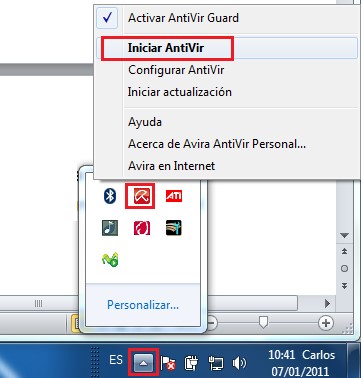 Activar AntiVir Guard
Iniciar AntiVir
Configurar AntiVir
Iniciar actualización
Ayuda
Acerca de Avira AntiVir Personal...
Avira en Internet
ATI
Personalizar...
ES
10:41 Carlos
07/01/2011